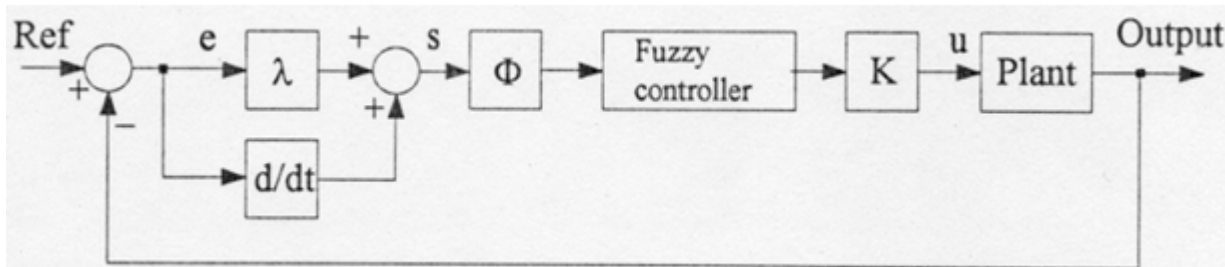 Ref
e
λ
s
Φ
Fuzzy
controller
K
u
Plant
Output
+
+
+
−
d/dt